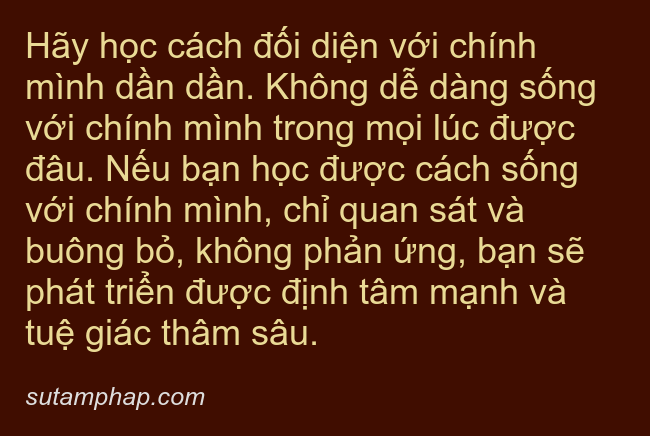 Hãy học cách đối diện với chính
mình dần dần. Không dễ dàng sống
với chính mình trong mọi lúc được
đâu. Nếu bạn học được cách sống
với chính mình, chỉ quan sát và
buông bỏ, không phản ứng, bạn sẽ
phát triển được định tâm mạnh và
tuệ giác thâm sâu.
sutamphap.com